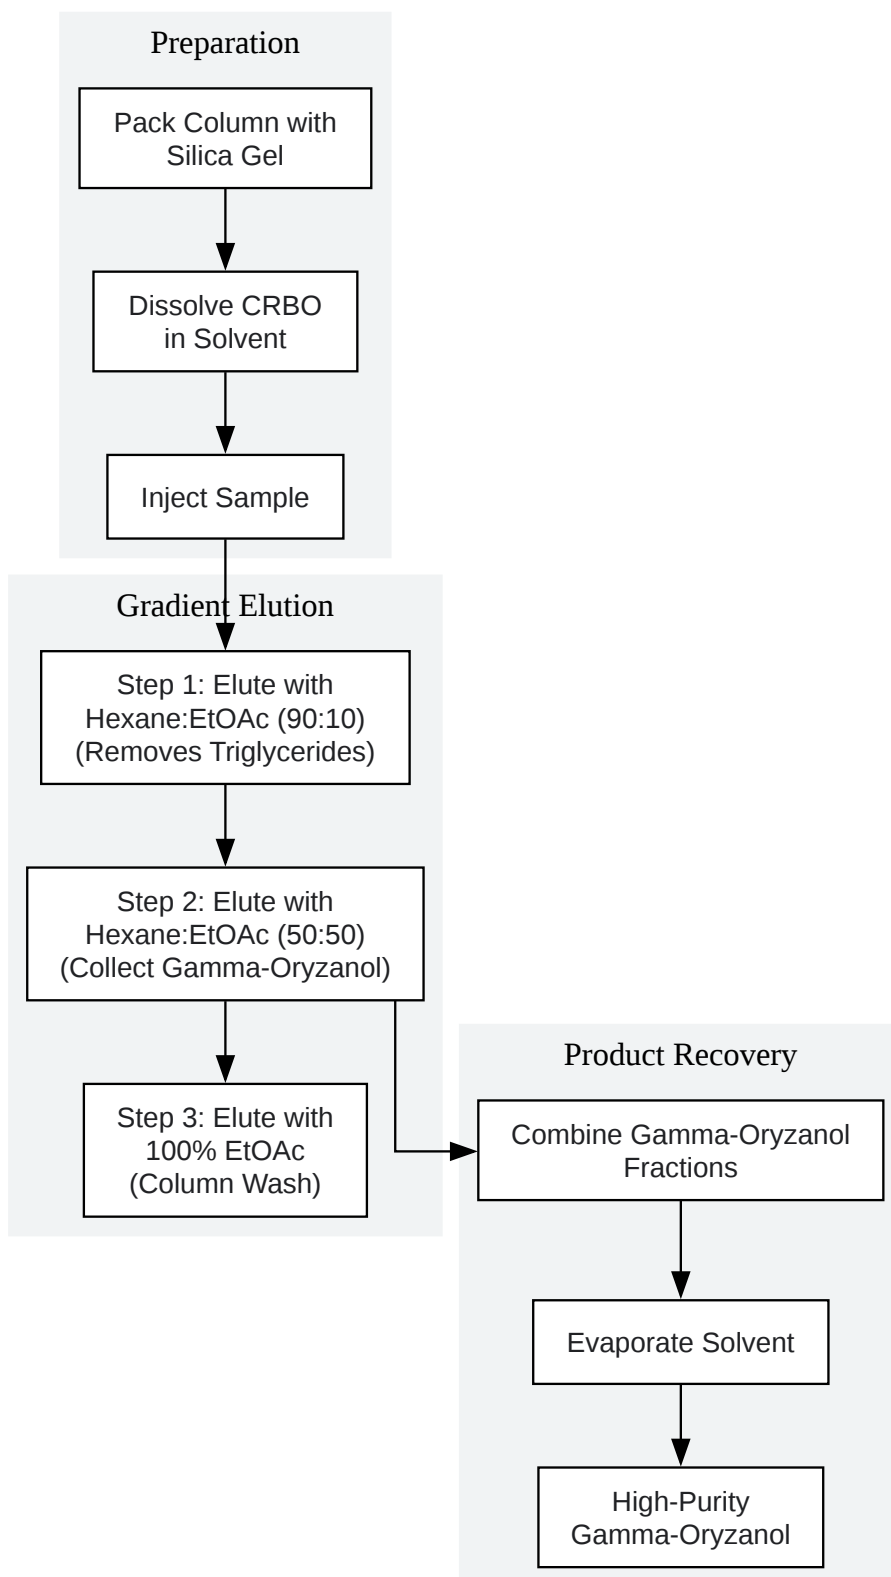 Preparation
Pack Column with
Silica Gel
Dissolve CRBO
in Solvent
Inject Sample
Gradient Elution
Step 1: Elute with
Hexane:EtOAc (90:10)
(Removes Triglycerides)
Step 2: Elute with
Hexane:EtOAc (50:50)
(Collect Gamma-Oryzanol)
Step 3: Elute with
100% EtOAc
(Column Wash)
Product Recovery
Combine Gamma-Oryzanol
Fractions
Evaporate Solvent
High-Purity
Gamma-Oryzanol